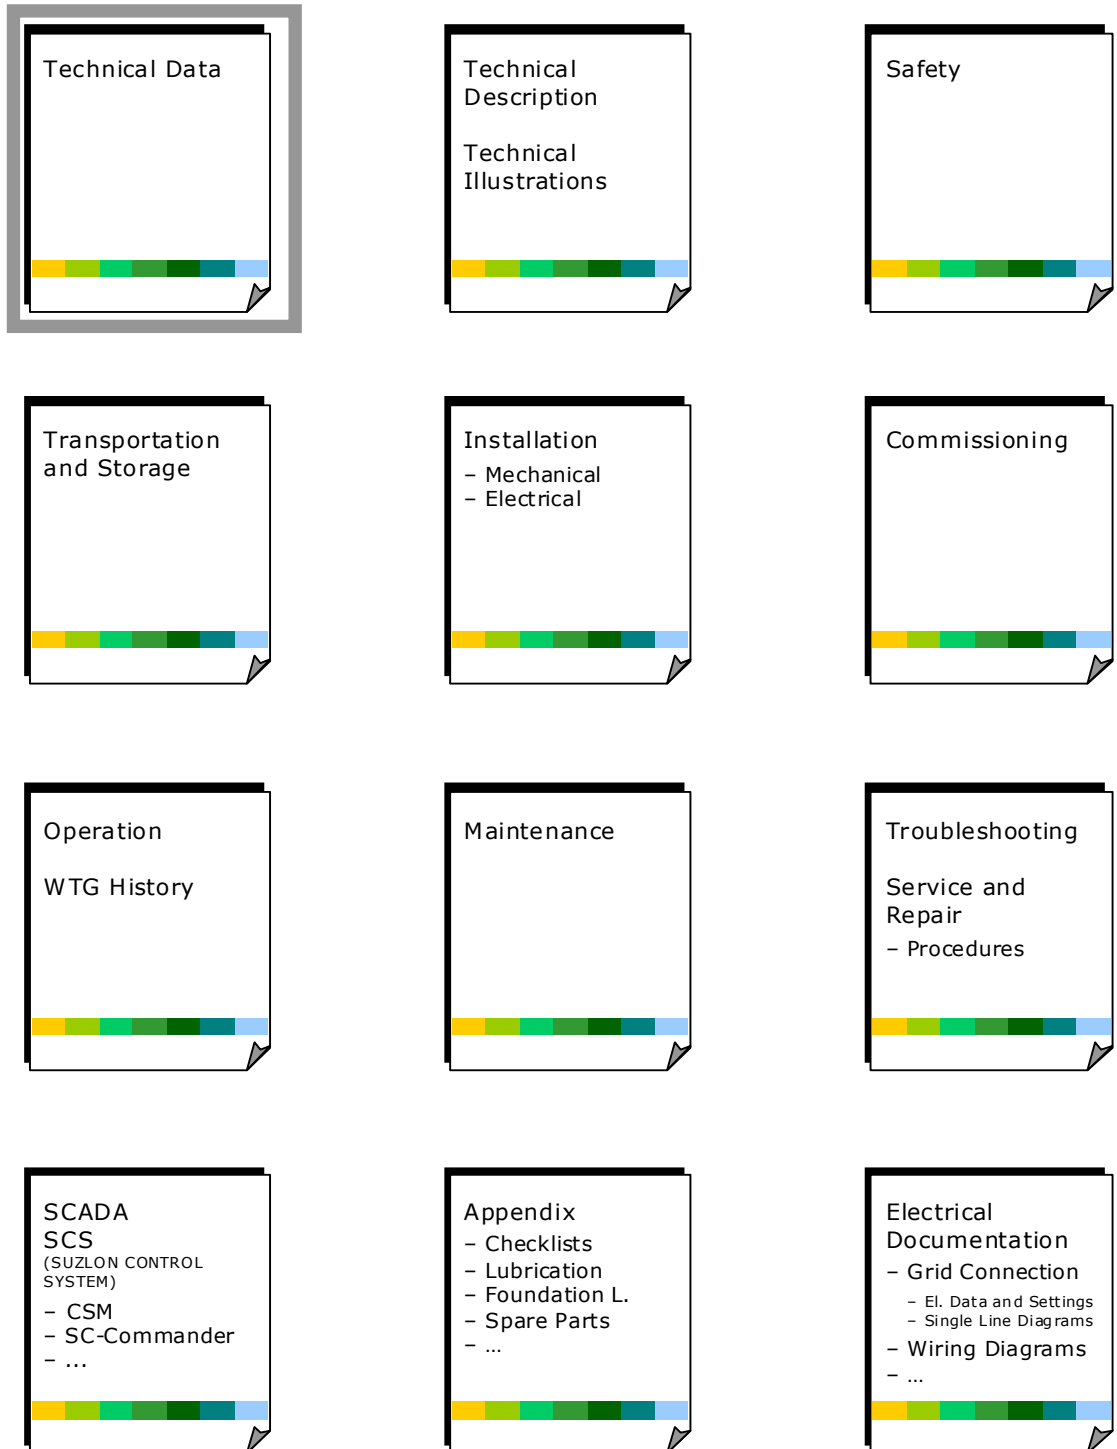 Technical Data
Technical
Description
Technical
Illustrations
Safety
Transportation
and Storage
Installation
– Mechanical
– Electrical
Commissioning
Operation
WTG History
Maintenance
Troubleshooting
Service and
Repair
– Procedures
SCADA
SCS
(SUZLON CONTROL
SYSTEM)
– CSM
– SC-Commander
– ...
Appendix
– Checklists
– Lubrication
– Foundation L.
– Spare Parts
– ...
Electrical
Documentation
– Grid Connection
– El. Data and Settings
– Single Line Diagrams
– Wiring Diagrams
– ...